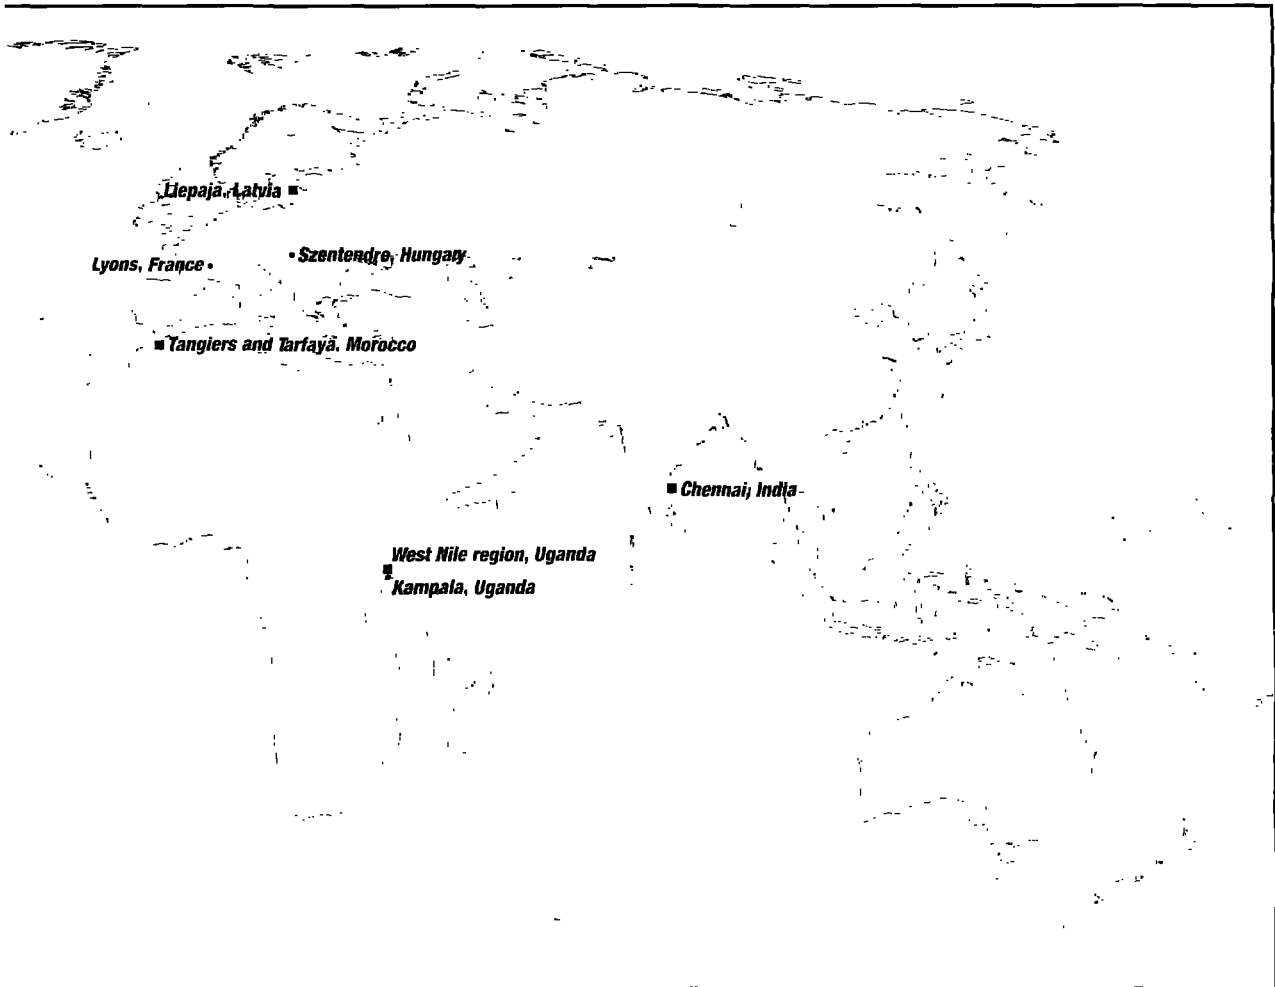 Liepaja, Latvia
Szentendre, Hungary
Lyons, France
Tangiers and Tarfaya, Morocco
Chennai, India
West Nile region, Uganda
Kampala, Uganda